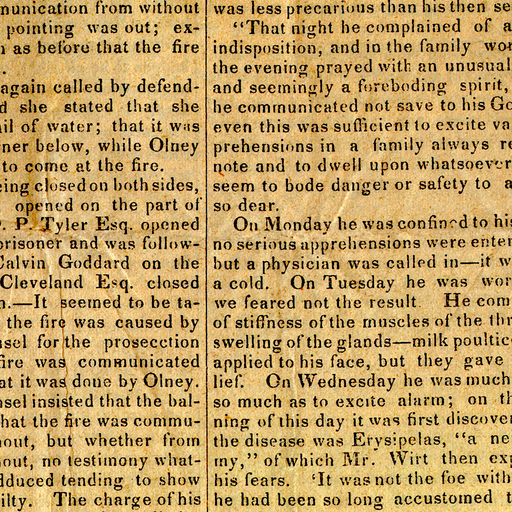 munication from without
pointing was out; ex-
n as before that the fire
again called by defend-
d she stated that she
ail of water; that it was
ner below, while Olney
to come at the fire.
ing closed on both sides,
opened on the part of
P. P. Tyler Esq. opened
prisoner and was follow-
Calvin Goddard on the
Cleveland Esq. closed
n.—It seemed to be ta-
the fire was caused by
nsel for the prosecction
fire was communicated
at it was done by Olney.
nsel insisted that the bal-
hat the fire was commu-
hout, but whether from
hout, no testimony what-
dduced tending to show
ilty. The charge of his
was less precarious than his then se
"That night he complained of a
indisposition, and in the family wor
the evening prayed with an unusual
and seemingly a foreboding spirit,
he communicated not save to his Go
even this was sufficient to excite va
prehensions in a family always re
note and to dwell upon whatsoever
seem to bode danger or safety to a
so dear.
On Monday he was confined to his
no serious apprehensions were enter
but a physician was called in—it w
a cold. On Tuesday he was wor
we feared not the result. He com
of stiffness of the muscles of the thr
swelling of the glands—milk poultic
applied to his face, but they gave
lief. On Wednesday he was much
so much as to excite alarm; on th
ning of this day it was first discover
the disease was Erysipelas, "a ne
my," of which Mr. Wirt then exp
his fears. 'It was not the foe with
he had been so long accustomed t